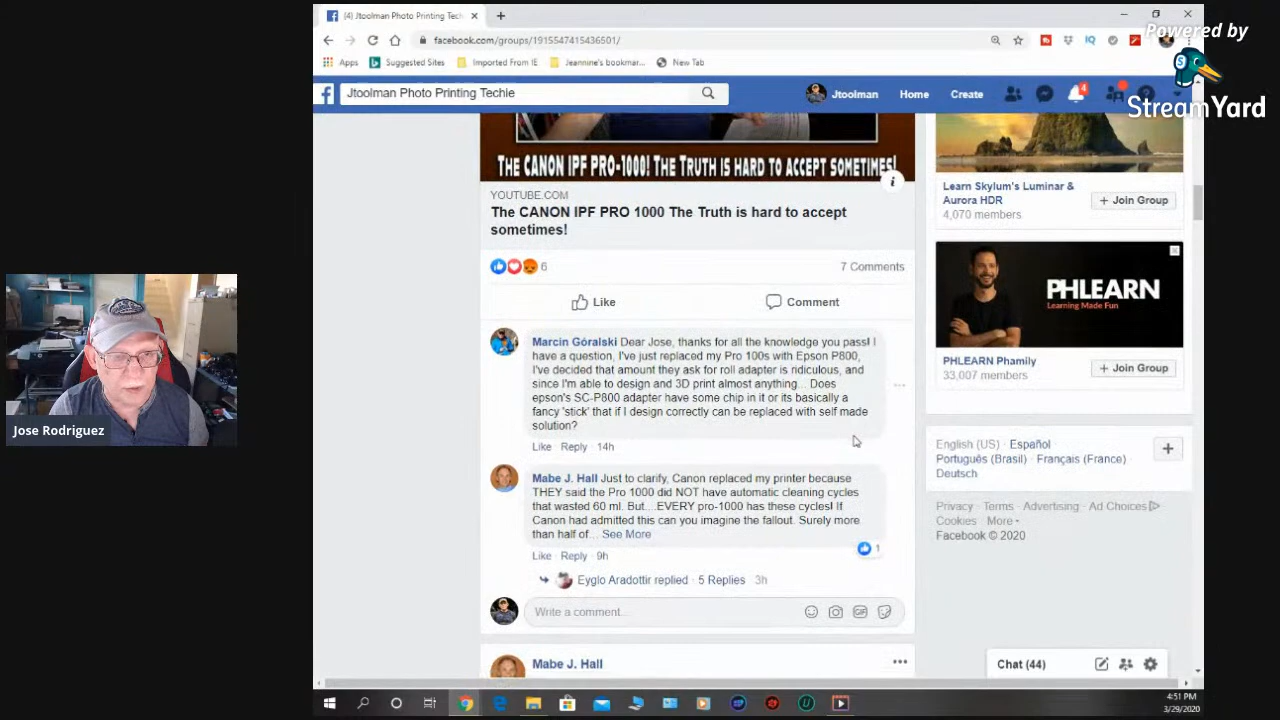 (4) Jtoolman Photo Printing Tech
facebook.com/groups/1915547415436501/
Powered by
StreamYard
Apps
Suggested Sites
Imported From IE
Jeannine's bookmar...
New Tab
Jtoolman Photo Printing Techie
Jtoolman
Home
Create
4
THE CANON IPF PRO-1000! THE TRUTH IS HARD TO ACCEPT SOMETIMES!
YOUTUBE.COM
The CANON IPF PRO 1000 The Truth is hard to accept
sometimes!
6
7 Comments
Like
Comment
Marcin Góralski Dear Jose, thanks for all the knowledge you pass! I
have a question, I've just replaced my Pro 100s with Epson P800,
I've decided that amount they ask for roll adapter is ridiculous, and
since I'm able to design and 3D print almost anything... Does
epson's SC-P800 adapter have some chip in it or its basically a
fancy 'stick' that if I design correctly can be replaced with self made
solution?
Like Reply 14h
Mabe J. Hall Just to clarify, Canon replaced my printer because
THEY said the Pro 1000 did NOT have automatic cleaning cycles
that wasted 60 ml. But....EVERY pro-1000 has these cycles! If
Canon had admitted this can you imagine the fallout. Surely more
than half of... See More
1
Like Reply 9h
Eyglo Aradottir replied · 5 Replies 3h
Write a comment...
GIF
Mabe J. Hall
Learn Skylum's Luminar &
Aurora HDR
4,070 members
+ Join Group
PHLEARN
Learning Made Fun
PHLEARN Phamily
33,007 members
+ Join Group
English (US) · Español ·
Português (Brasil) · Français (France) ·
Deutsch
Privacy · Terms · Advertising · Ad Choices
Cookies · More
Facebook © 2020
Chat (44)
Jose Rodriguez
4:51 PM
3/29/2020